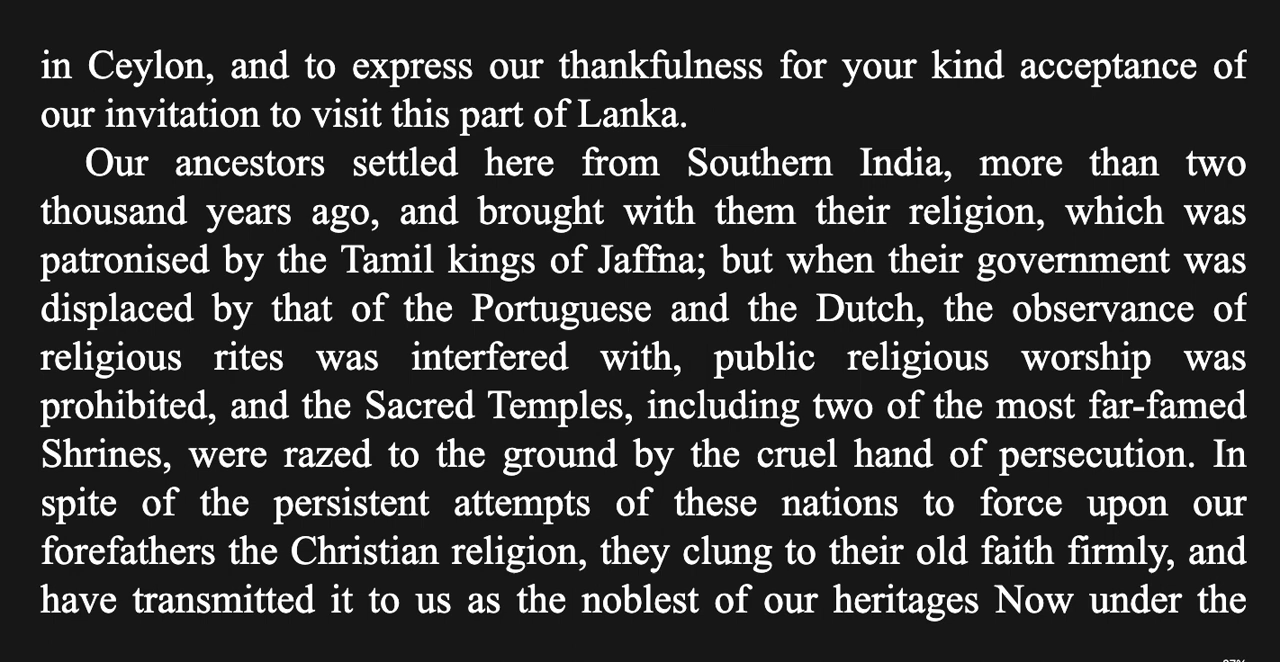 in Ceylon, and to express our thankfulness for your kind acceptance of
our invitation to visit this part of Lanka.
Our ancestors settled here from Southern India, more than two
thousand years ago, and brought with them their religion, which was
patronised by the Tamil kings of Jaffna; but when their government was
displaced by that of the Portuguese and the Dutch, the observance of
religious rites was interfered with, public religious worship was
prohibited, and the Sacred Temples, including two of the most far-famed
Shrines, were razed to the ground by the cruel hand of persecution. In
spite of the persistent attempts of these nations to force upon our
forefathers the Christian religion, they clung to their old faith firmly, and
have transmitted it to us as the noblest of our heritages Now under the